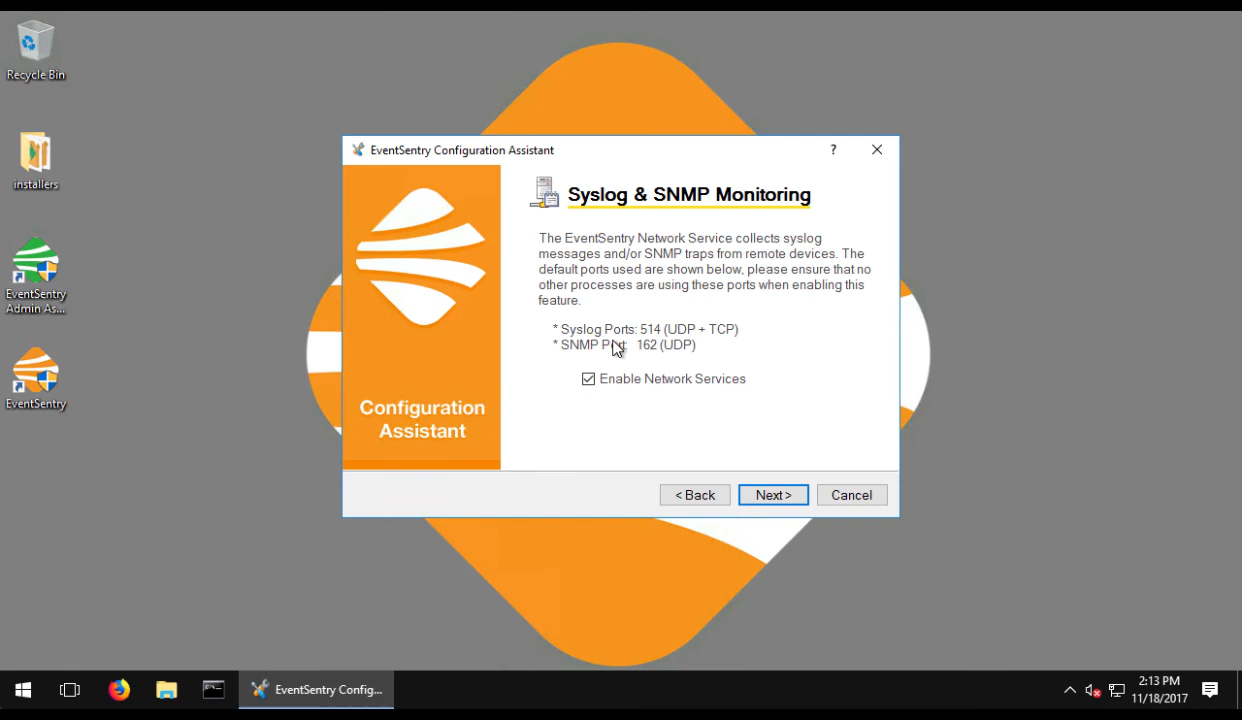 Recycle Bin
installers
EventSentry
Admin As...
EventSentry
EventSentry Configuration Assistant
?
Configuration
Assistant
Syslog & SNMP Monitoring
The EventSentry Network Service collects syslog
messages and/or SNMP traps from remote devices. The
default ports used are shown below, please ensure that no
other processes are using these ports when enabling this
feature.
* Syslog Ports: 514 (UDP + TCP)
* SNMP Port: 162 (UDP)
Enable Network Services
< Back
Next >
Cancel
EventSentry Config...
2:13 PM
11/18/2017